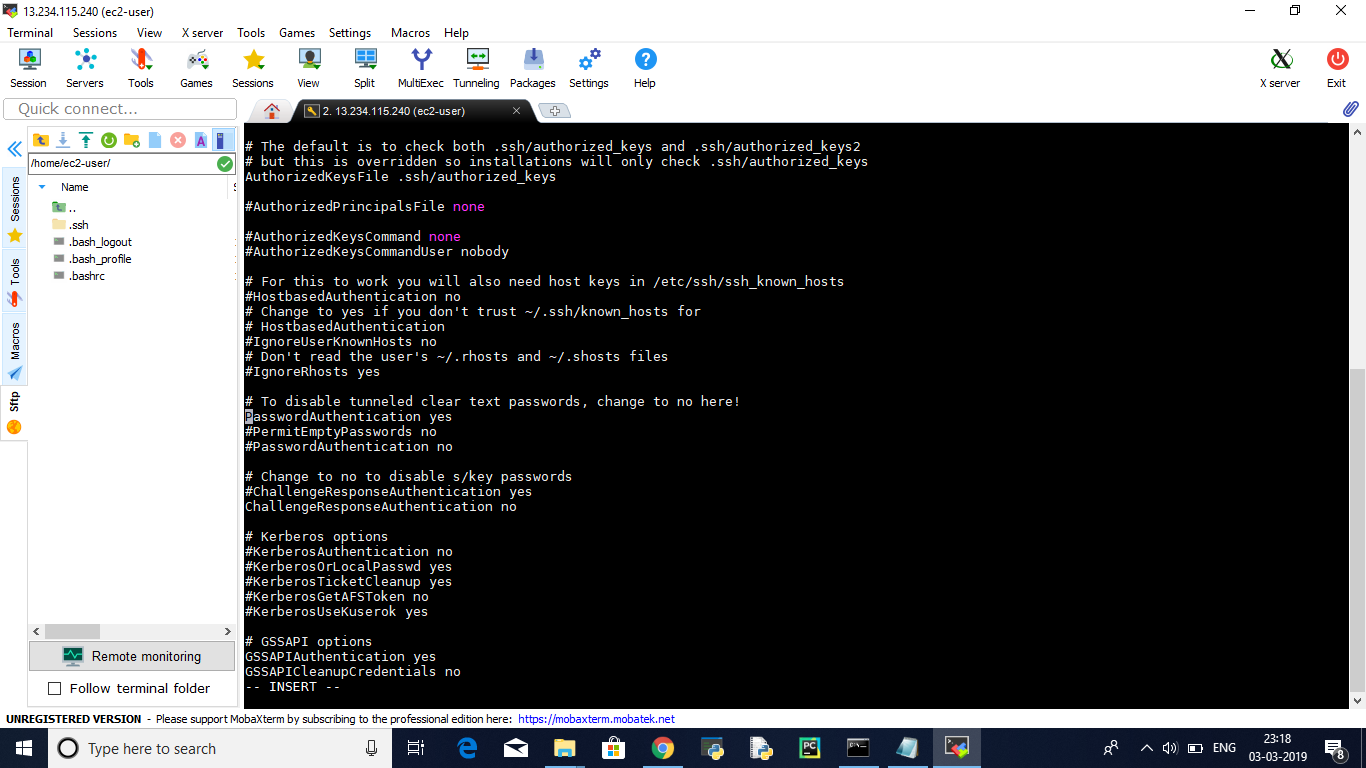 13.234.115.240 (ec2-user)
Terminal Sessions View X server Tools Games Settings Macros Help
Session Servers Tools Games Sessions View Split MultiExec Tunneling Packages Settings Help X server Exit
Quick connect...
2. 13.234.115.240 (ec2-user)
/home/ec2-user/
Name
..
.ssh
.bash_logout
.bash_profile
.bashrc
Sessions
Tools
Macros
Sftp
Remote monitoring
Follow terminal folder
# The default is to check both .ssh/authorized_keys and .ssh/authorized_keys2
# but this is overridden so installations will only check .ssh/authorized_keys
AuthorizedKeysFile .ssh/authorized_keys
#AuthorizedPrincipalsFile none
#AuthorizedKeysCommand none
#AuthorizedKeysCommandUser nobody
# For this to work you will also need host keys in /etc/ssh/ssh_known_hosts
#HostbasedAuthentication no
# Change to yes if you don't trust ~/.ssh/known_hosts for
# HostbasedAuthentication
#IgnoreUserKnownHosts no
# Don't read the user's ~/.rhosts and ~/.shosts files
#IgnoreRhosts yes
# To disable tunneled clear text passwords, change to no here!
PasswordAuthentication yes
#PermitEmptyPasswords no
#PasswordAuthentication no
# Change to no to disable s/key passwords
#ChallengeResponseAuthentication yes
ChallengeResponseAuthentication no
# Kerberos options
#KerberosAuthentication no
#KerberosOrLocalPasswd yes
#KerberosTicketCleanup yes
#KerberosGetAFSToken no
#KerberosUseKuserok yes
# GSSAPI options
GSSAPIAuthentication yes
GSSAPICleanupCredentials no
-- INSERT --
UNREGISTERED VERSION - Please support MobaXterm by subscribing to the professional edition here: https://mobaxterm.mobatek.net
Type here to search
ENG
23:18
03-03-2019
8